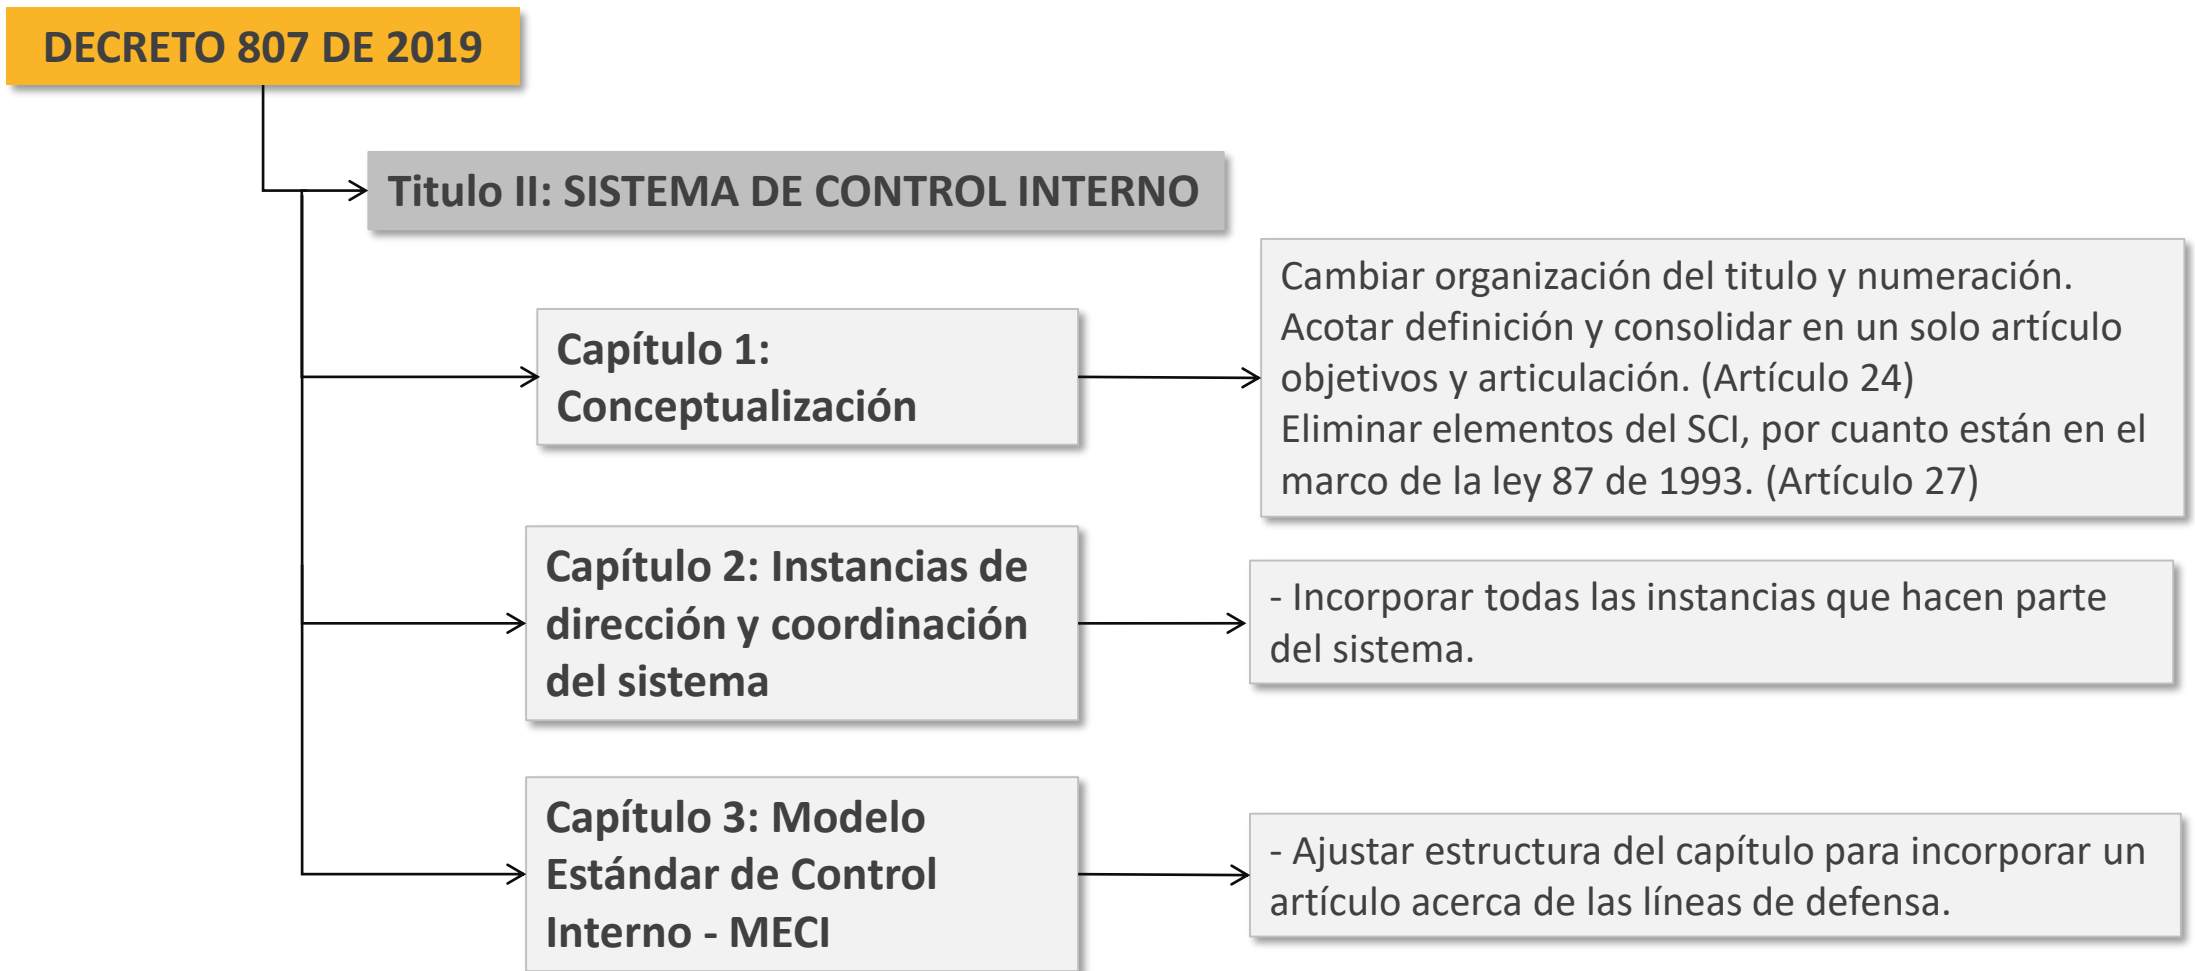 DECRETO 807 DE 2019
Titulo II: SISTEMA DE CONTROL INTERNO
Capítulo 1:
Conceptualización
Cambiar organización del titulo y numeración.
Acotar definición y consolidar en un solo artículo
objetivos y articulación. (Artículo 24)
Eliminar elementos del SCI, por cuanto están en el
marco de la ley 87 de 1993. (Artículo 27)
Capítulo 2: Instancias de
dirección y coordinación
del sistema
- Incorporar todas las instancias que hacen parte
del sistema.
Capítulo 3: Modelo
Estándar de Control
Interno - MECI
- Ajustar estructura del capítulo para incorporar un
artículo acerca de las líneas de defensa.